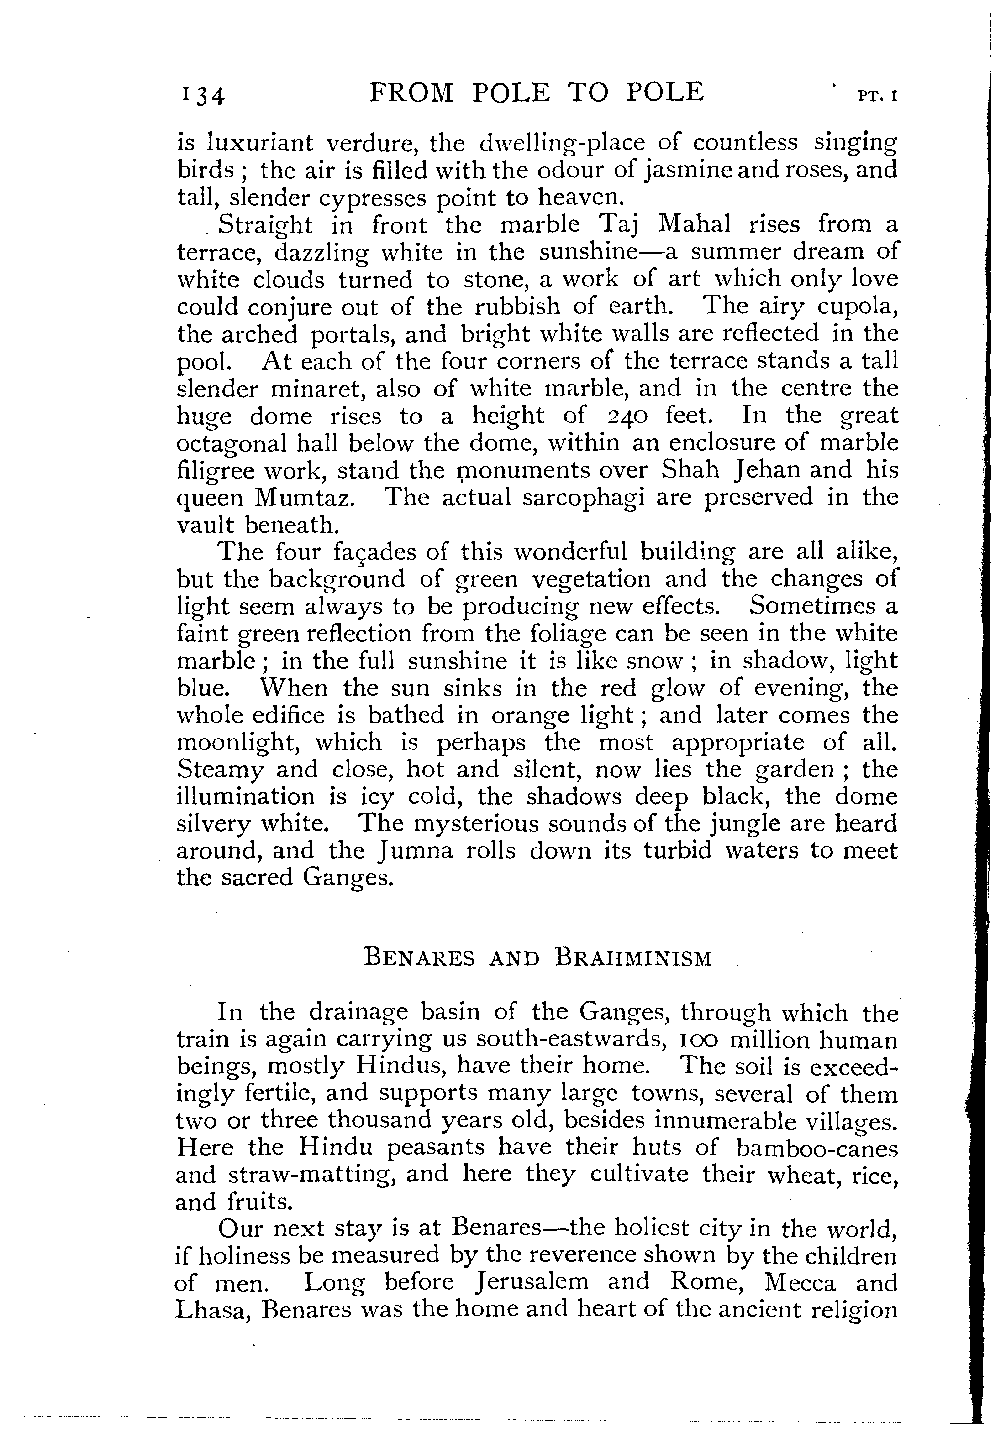 134 FROM POLE TO POLE PT. I
is luxuriant verdure, the dwelling-place of countless singing
birds ; the air is filled with the odour of jasmine and roses, and
tall, slender cypresses point to heaven.
Straight in front the marble Taj Mahal rises from a
terrace, dazzling white in the sunshine—a summer dream of
white clouds turned to stone, a work of art which only love
could conjure out of the rubbish of earth. The airy cupola,
the arched portals, and bright white walls are reflected in the
pool. At each of the four corners of the terrace stands a tall
slender minaret, also of white marble, and in the centre the
huge dome rises to a height of 240 feet. In the great
octagonal hall below the dome, within an enclosure of marble
filigree work, stand the monuments over Shah Jehan and his
queen Mumtaz. The actual sarcophagi are preserved in the
vault beneath.
The four façades of this wonderful building are all alike,
but the background of green vegetation and the changes of
light seem always to be producing new effects. Sometimes a
faint green reflection from the foliage can be seen in the white
marble ; in the full sunshine it is like snow ; in shadow, light
blue. When the sun sinks in the red glow of evening, the
whole edifice is bathed in orange light ; and later comes the
moonlight, which is perhaps the most appropriate of all.
Steamy and close, hot and silent, now lies the garden ; the
illumination is icy cold, the shadows deep black, the dome
silvery white. The mysterious sounds of the jungle are heard
around, and the Jumna rolls down its turbid waters to meet
the sacred Ganges.
BENARES AND BRAHMINISM
In the drainage basin of the Ganges, through which the
train is again carrying us south-eastwards, 100 million human
beings, mostly Hindus, have their home. The soil is exceed-
ingly fertile, and supports many large towns, several of them
two or three thousand years old, besides innumerable villages.
Here the Hindu peasants have their huts of bamboo-canes
and straw-matting, and here they cultivate their wheat, rice,
and fruits.
Our next stay is at Benares—the holiest city in the world,
if holiness be measured by the reverence shown by the children
of men. Long before Jerusalem and Rome, Mecca and
Lhasa, Benares was the home and heart of the ancient religion